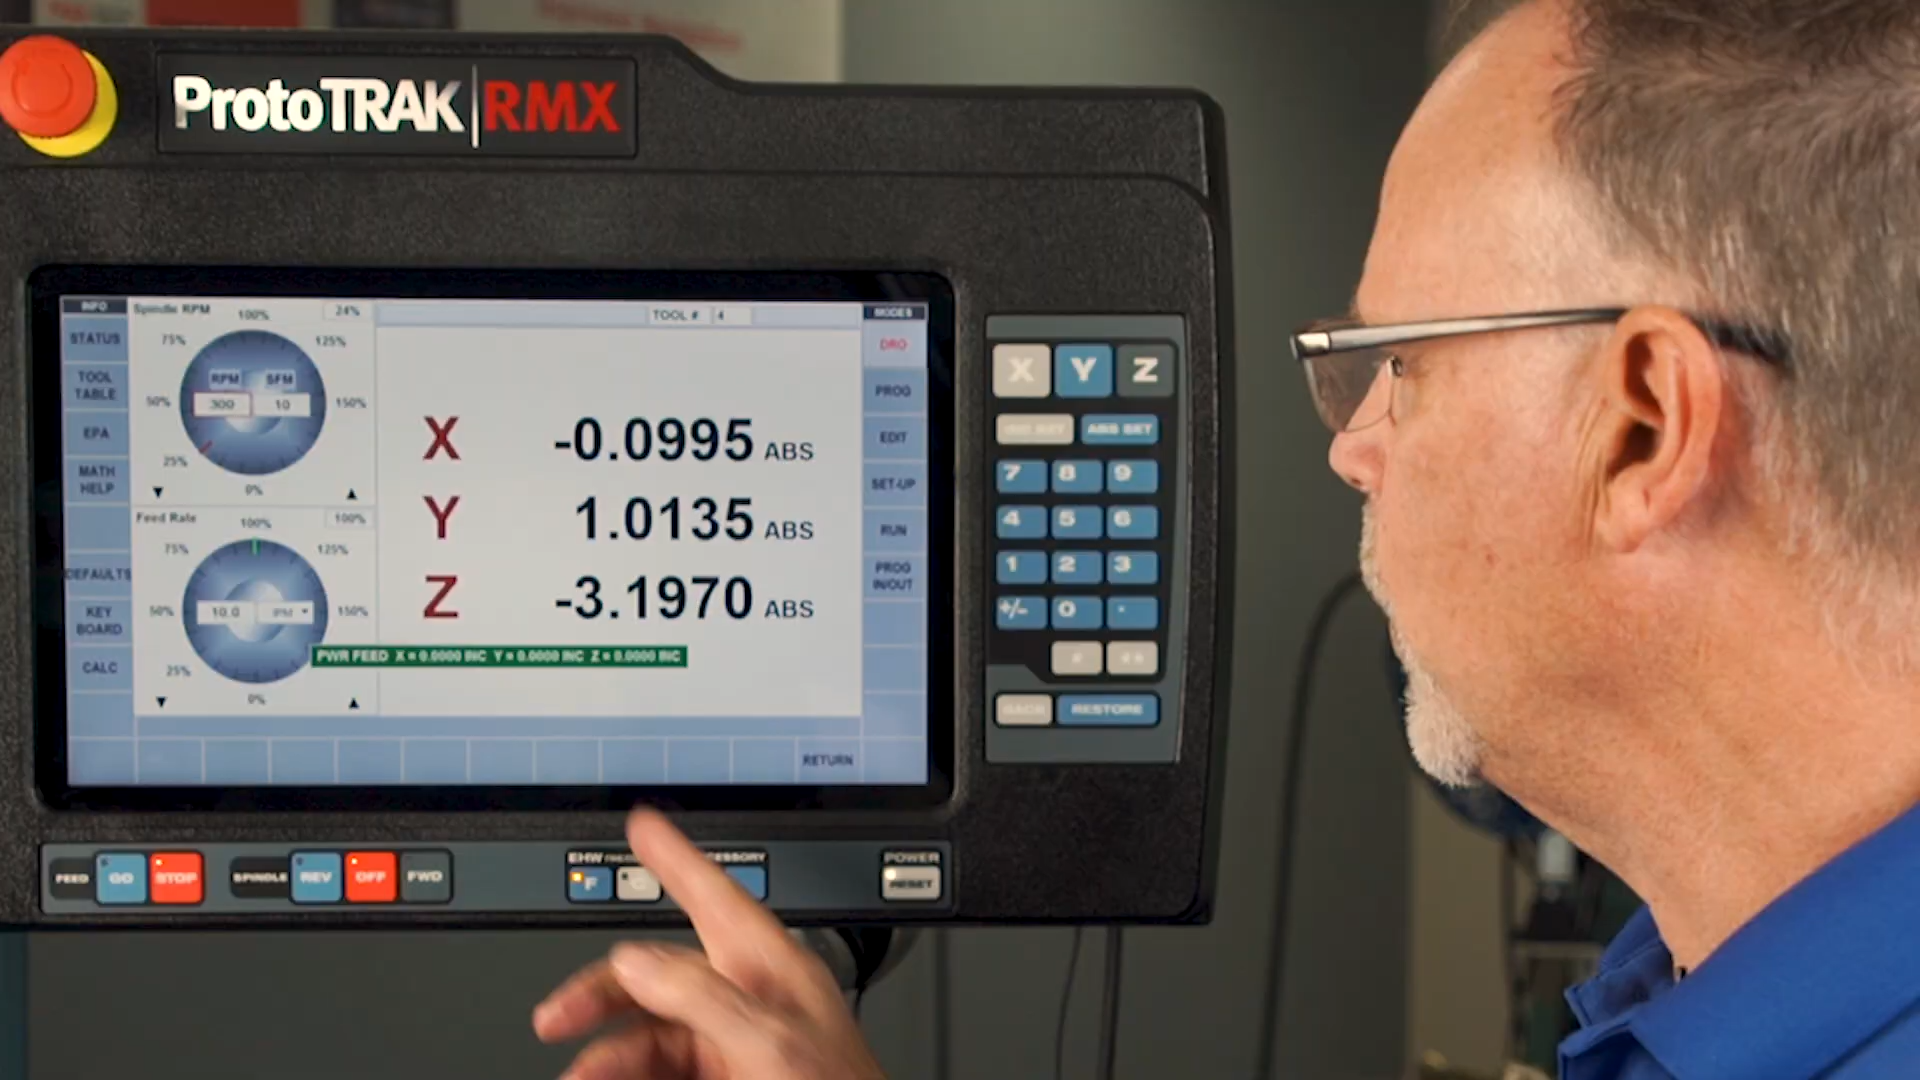 ProtoTRAK RMX
INFO
STATUS
TOOL
TABLE
EPA
MATH
HELP
DEFAULTS
KEY
BOARD
CALC
Spindle RPM
24%
100%
75%
125%
RPM SFM
300 10
50%
150%
25%
0%
Feed Rate
100%
100%
75%
125%
10.0 IPM
50%
150%
25%
0%
TOOL # 4
X -0.0995 ABS
Y 1.0135 ABS
Z -3.1970 ABS
PWR FEED X = 0.0000 INC Y = 0.0000 INC Z = 0.0000 INC
RETURN
MODES
DRO
PROG
EDIT
SET-UP
RUN
PROG
IN/OUT
X Y Z
INC SET ABS SET
7 8 9
4 5 6
1 2 3
+/- 0 .
BACK RESTORE
FEED GO STOP
SPINDLE REV OFF FWD
EHW
F C
POWER
RESET